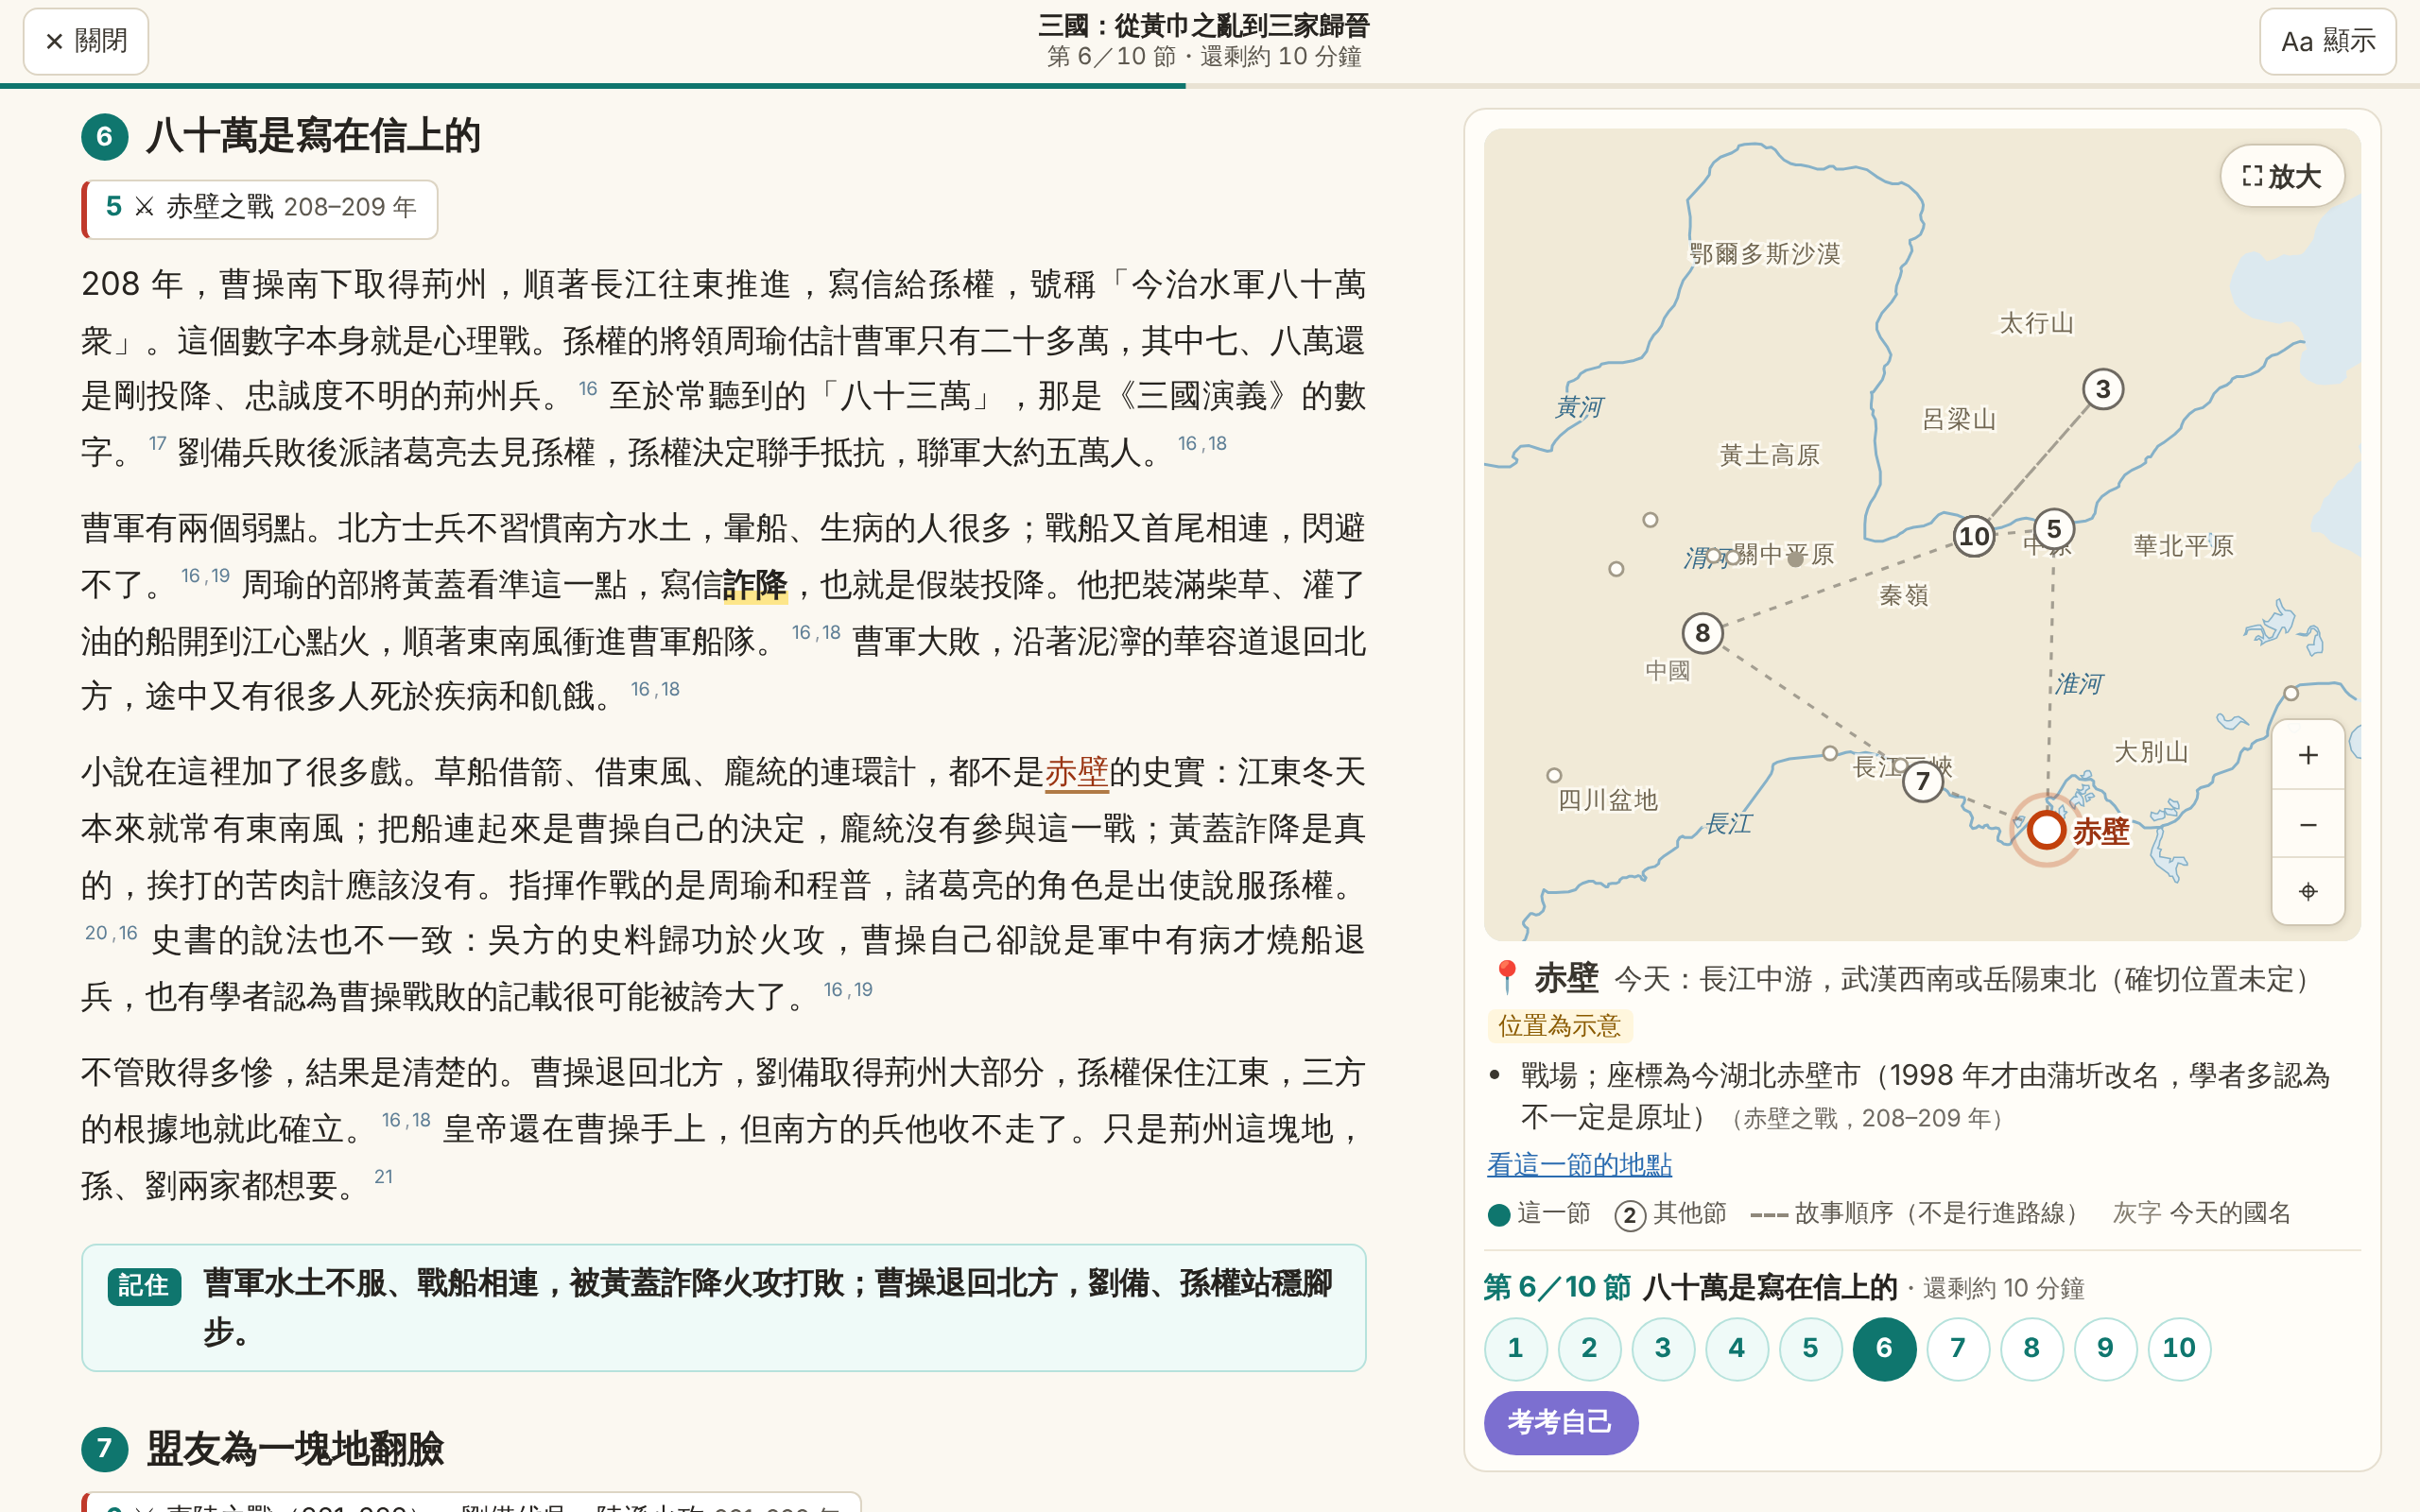 ✕ 關閉
三國：從黃巾之亂到三家歸晉
第 6／10 節・還剩約 10 分鐘
Aa 顯示
6 八十萬是寫在信上的
5 ⚔ 赤壁之戰 208–209 年
208 年，曹操南下取得荊州，順著長江往東推進，寫信給孫權，號稱「今治水軍八十萬
衆」。這個數字本身就是心理戰。孫權的將領周瑜估計曹軍只有二十多萬，其中七、八萬還
是剛投降、忠誠度不明的荊州兵。16 至於常聽到的「八十三萬」，那是《三國演義》的數
字。17 劉備兵敗後派諸葛亮去見孫權，孫權決定聯手抵抗，聯軍大約五萬人。16,18
曹軍有兩個弱點。北方士兵不習慣南方水土，暈船、生病的人很多；戰船又首尾相連，閃避
不了。16,19 周瑜的部將黃蓋看準這一點，寫信詐降，也就是假裝投降。他把裝滿柴草、灌了
油的船開到江心點火，順著東南風衝進曹軍船隊。16,18 曹軍大敗，沿著泥濘的華容道退回北
方，途中又有很多人死於疾病和飢餓。16,18
小說在這裡加了很多戲。草船借箭、借東風、龐統的連環計，都不是赤壁的史實：江東冬天
本來就常有東南風；把船連起來是曹操自己的決定，龐統沒有參與這一戰；黃蓋詐降是真
的，挨打的苦肉計應該沒有。指揮作戰的是周瑜和程普，諸葛亮的角色是出使說服孫權。
20,16 史書的說法也不一致：吳方的史料歸功於火攻，曹操自己卻說是軍中有病才燒船退
兵，也有學者認為曹操戰敗的記載很可能被誇大了。16,19
不管敗得多慘，結果是清楚的。曹操退回北方，劉備取得荊州大部分，孫權保住江東，三方
的根據地就此確立。16,18 皇帝還在曹操手上，但南方的兵他收不走了。只是荊州這塊地，
孫、劉兩家都想要。21
記住 曹軍水土不服、戰船相連，被黃蓋詐降火攻打敗；曹操退回北方，劉備、孫權站穩腳
步。
7 盟友為一塊地翻臉
放大
鄂爾多斯沙漠
太行山
3
黃河
呂梁山
黃土高原
10
5
華北平原
渭河
關中平原
秦嶺
8
中國
淮河
大別山
長江三峽
7
四川盆地
長江
赤壁
+
−
📍 赤壁 今天：長江中游，武漢西南或岳陽東北（確切位置未定）
位置為示意
• 戰場；座標為今湖北赤壁市（1998 年才由蒲圻改名，學者多認為
不一定是原址）（赤壁之戰，208–209 年）
看這一節的地點
這一節 2 其他節 故事順序（不是行進路線） 灰字 今天的國名
第 6／10 節 八十萬是寫在信上的・還剩約 10 分鐘
1 2 3 4 5 6 7 8 9 10
考考自己